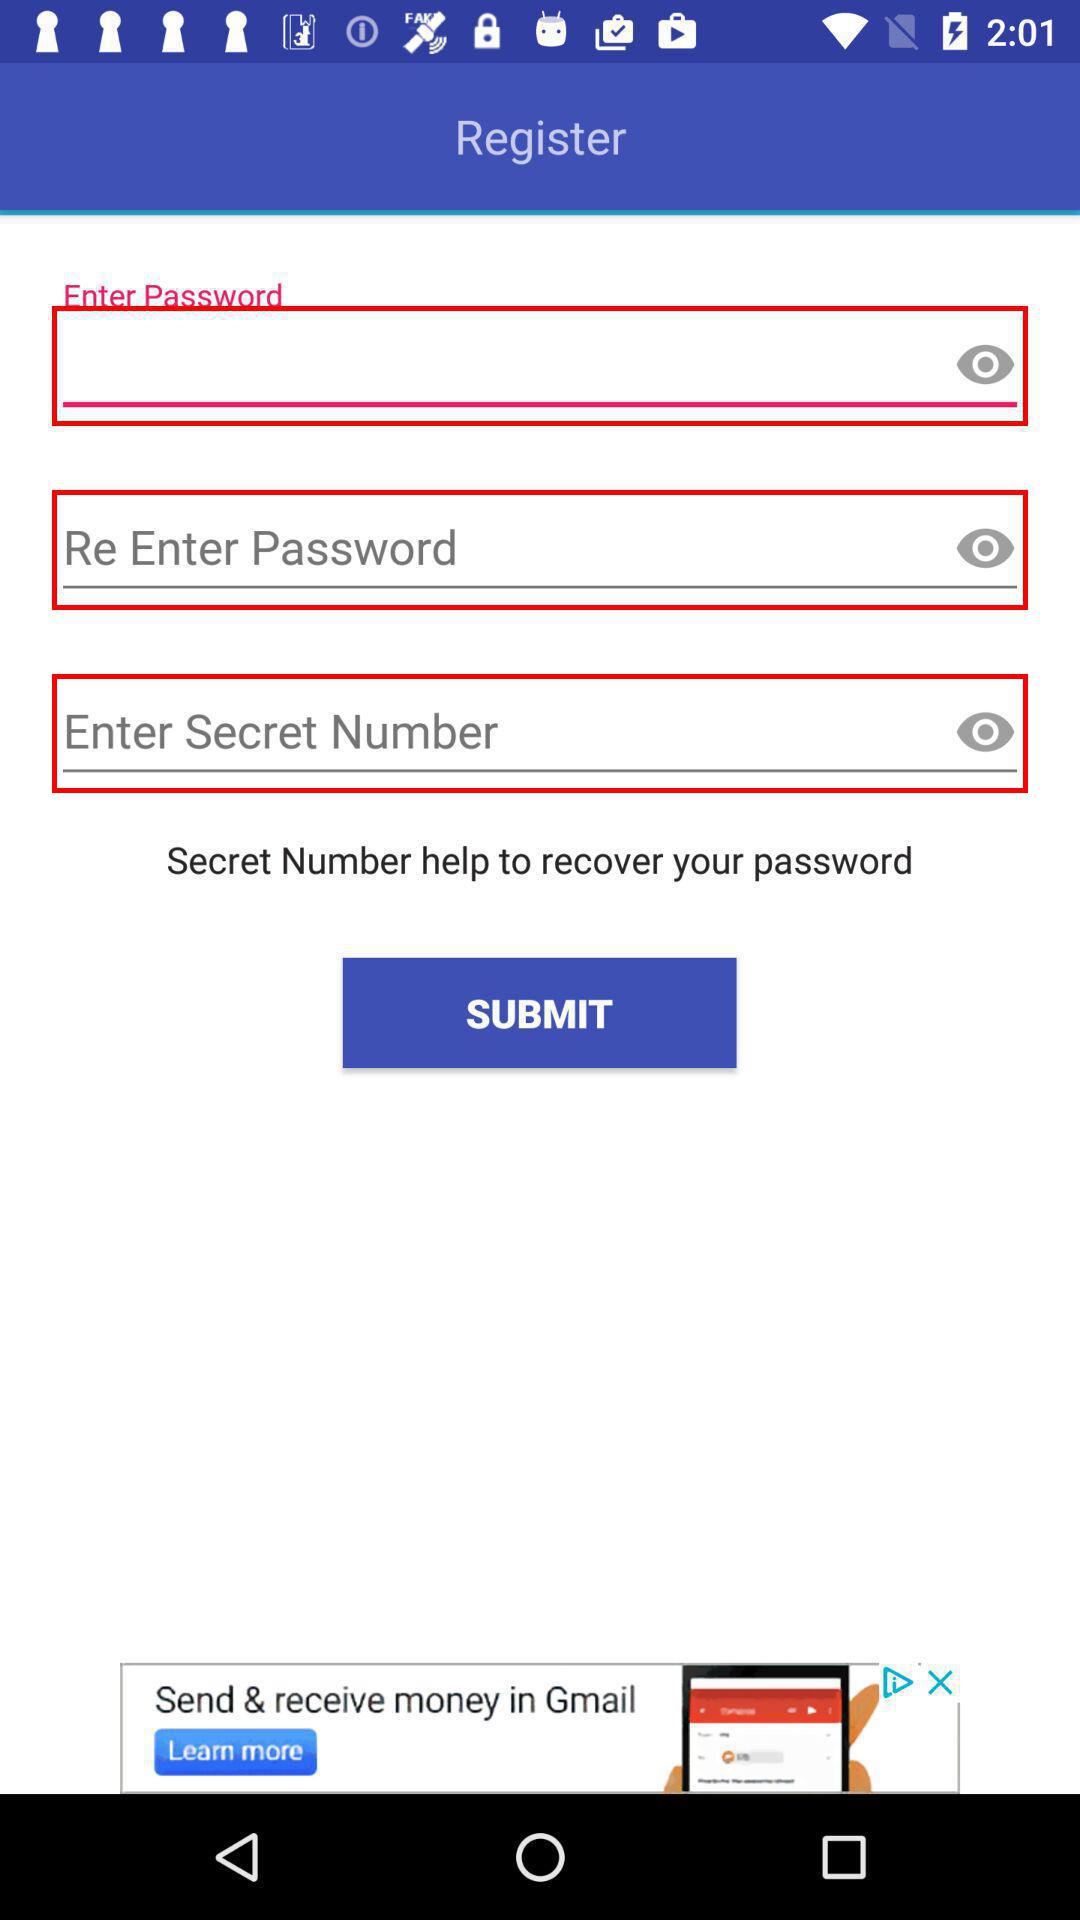 FAKE
2:01
Register
Enter Password
Re Enter Password
Enter Secret Number
Secret Number help to recover your password
SUBMIT
Send & receive money in Gmail
Learn more